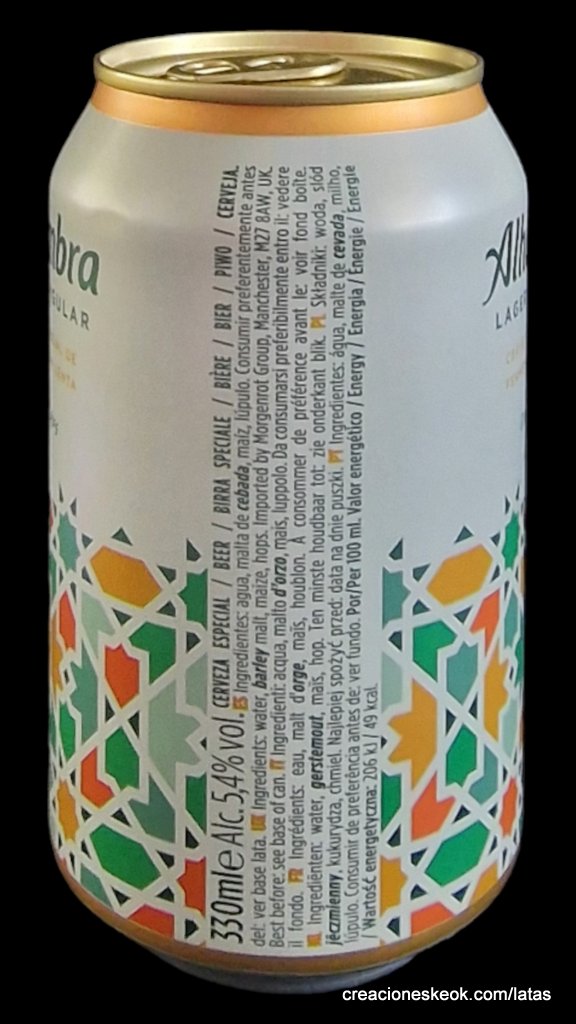 mbra
GULAR
AL DE
ENTA
Alh
LAGE
330ml e Alc. 5,4% vol. CERVEZA ESPECIAL / BEER / BIRRA SPECIALE / BIÈRE / BIER / PIWO / CERVEJA.
ES Ingredientes: agua, malta de cebada, maíz, lúpulo. Consumir preferentemente antes
del: ver base lata. UK Ingredients: water, barley malt, maize, hops. Imported by Morgenrot Group, Manchester, M27 8AW, UK.
Best before: see base of can. IT Ingredienti: acqua, malto d'orzo, mais, luppolo. Da consumarsi preferibilmente entro il: vedere
il fondo. FR Ingrédients: eau, malt d'orge, maïs, houblon. À consommer de préférence avant le: voir fond boîte.
NL Ingrediënten: water, gerstemout, maïs, hop. Ten minste houdbaar tot: zie onderkant blik. PL Składniki: woda, słód
jęczmienny, kukurydza, chmiel. Najlepiej spożyć przed: data na dnie puszki. PT Ingredientes: água, malte de cevada, milho,
lúpulo. Consumir de preferência antes de: ver fundo. Por/Per 100 ml. Valor energético / Energy / Energia / Énergie / Energie
/ Wartość energetyczna: 206 kJ / 49 kcal.
creacioneskeok.com/latas